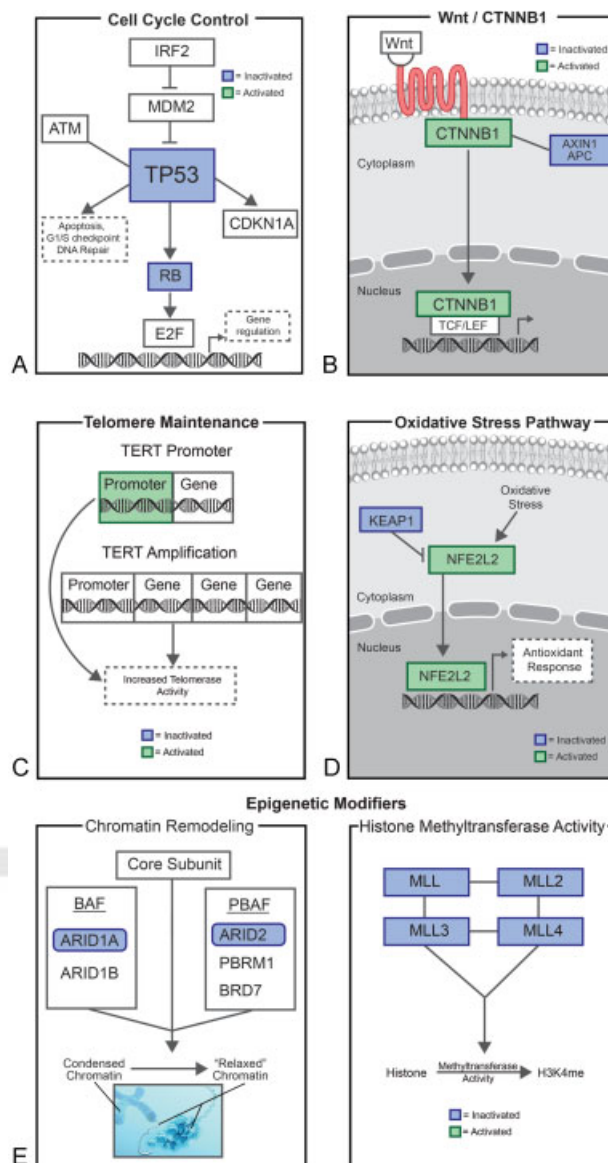 Cell Cycle Control
IRF2
= Inactivated
= Activated
MDM2
ATM
TP53
Apoptosis,
G1/S checkpoint
DNA Repair
CDKN1A
RB
E2F
Gene
regulation
A
Wnt / CTNNB1
Wnt
= Inactivated
= Activated
CTNNB1
AXIN1
APC
Cytoplasm
Nucleus
CTNNB1
TCF/LEF
B
Telomere Maintenance
TERT Promoter
Promoter
Gene
TERT Amplification
Promoter
Gene
Gene
Gene
Increased Telomerase
Activity
= Inactivated
= Activated
C
Oxidative Stress Pathway
Oxidative
Stress
KEAP1
NFE2L2
Cytoplasm
Nucleus
Antioxidant
Response
NFE2L2
= Inactivated
= Activated
D
Epigenetic Modifiers
Chromatin Remodeling
Core Subunit
BAF
ARID1A
ARID1B
PBAF
ARID2
PBRM1
BRD7
Condensed
Chromatin
"Relaxed"
Chromatin
E
Histone Methyltransferase Activity
MLL
MLL2
MLL3
MLL4
Histone
Methyltransferase
Activity
H3K4me
= Inactivated
= Activated